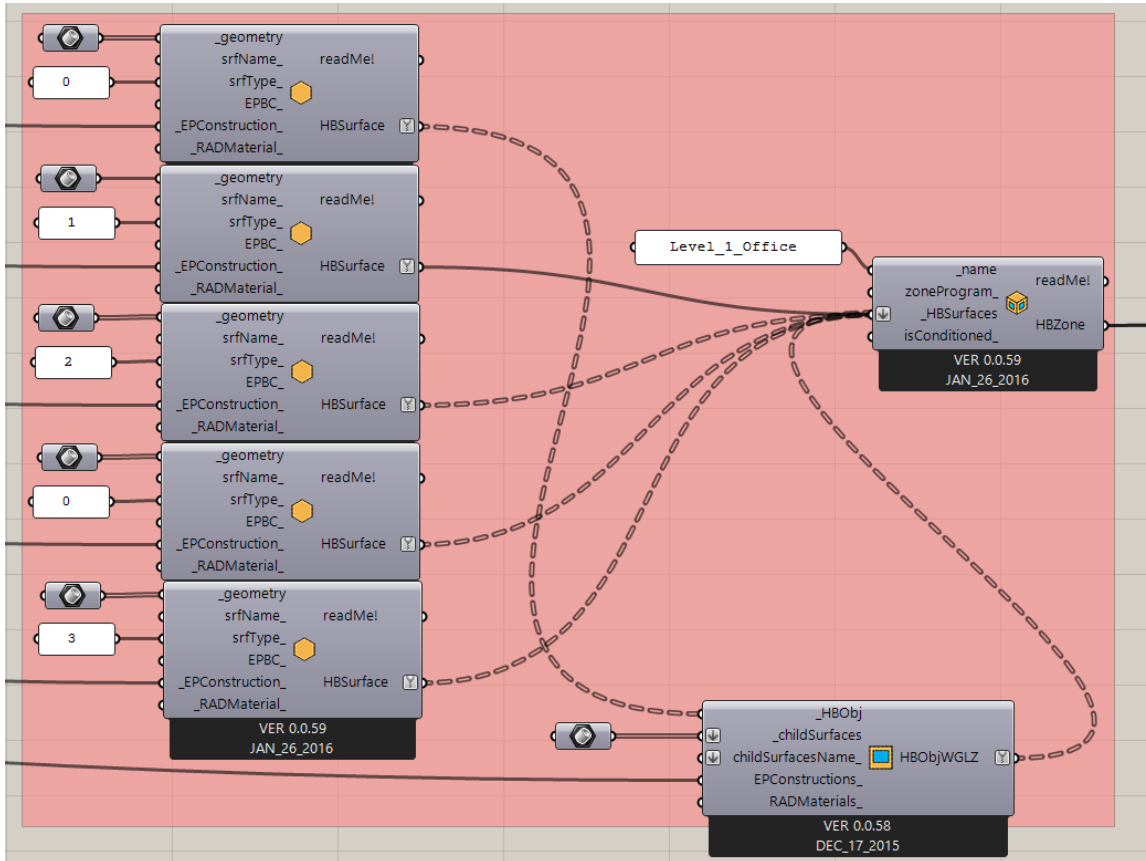 _geometry
srfName_ readMe!
0 srfType_
EPBC_
_EPConstruction_ HBSurface
_RADMaterial_
_geometry
srfName_ readMe!
1 srfType_
EPBC_
_EPConstruction_ HBSurface
_RADMaterial_
_geometry
srfName_ readMe!
2 srfType_
EPBC_
_EPConstruction_ HBSurface
_RADMaterial_
_geometry
srfName_ readMe!
0 srfType_
EPBC_
_EPConstruction_ HBSurface
_RADMaterial_
_geometry
srfName_ readMe!
3 srfType_
EPBC_
_EPConstruction_ HBSurface
_RADMaterial_
VER 0.0.59
JAN_26_2016
Level_1_Office
_name
readMe!
zoneProgram_
_HBSurfaces
HBZone
isConditioned_
VER 0.0.59
JAN_26_2016
_HBObj
_childSurfaces
childSurfacesName_ HBObjWGLZ
EPConstructions_
RADMaterials_
VER 0.0.58
DEC_17_2015